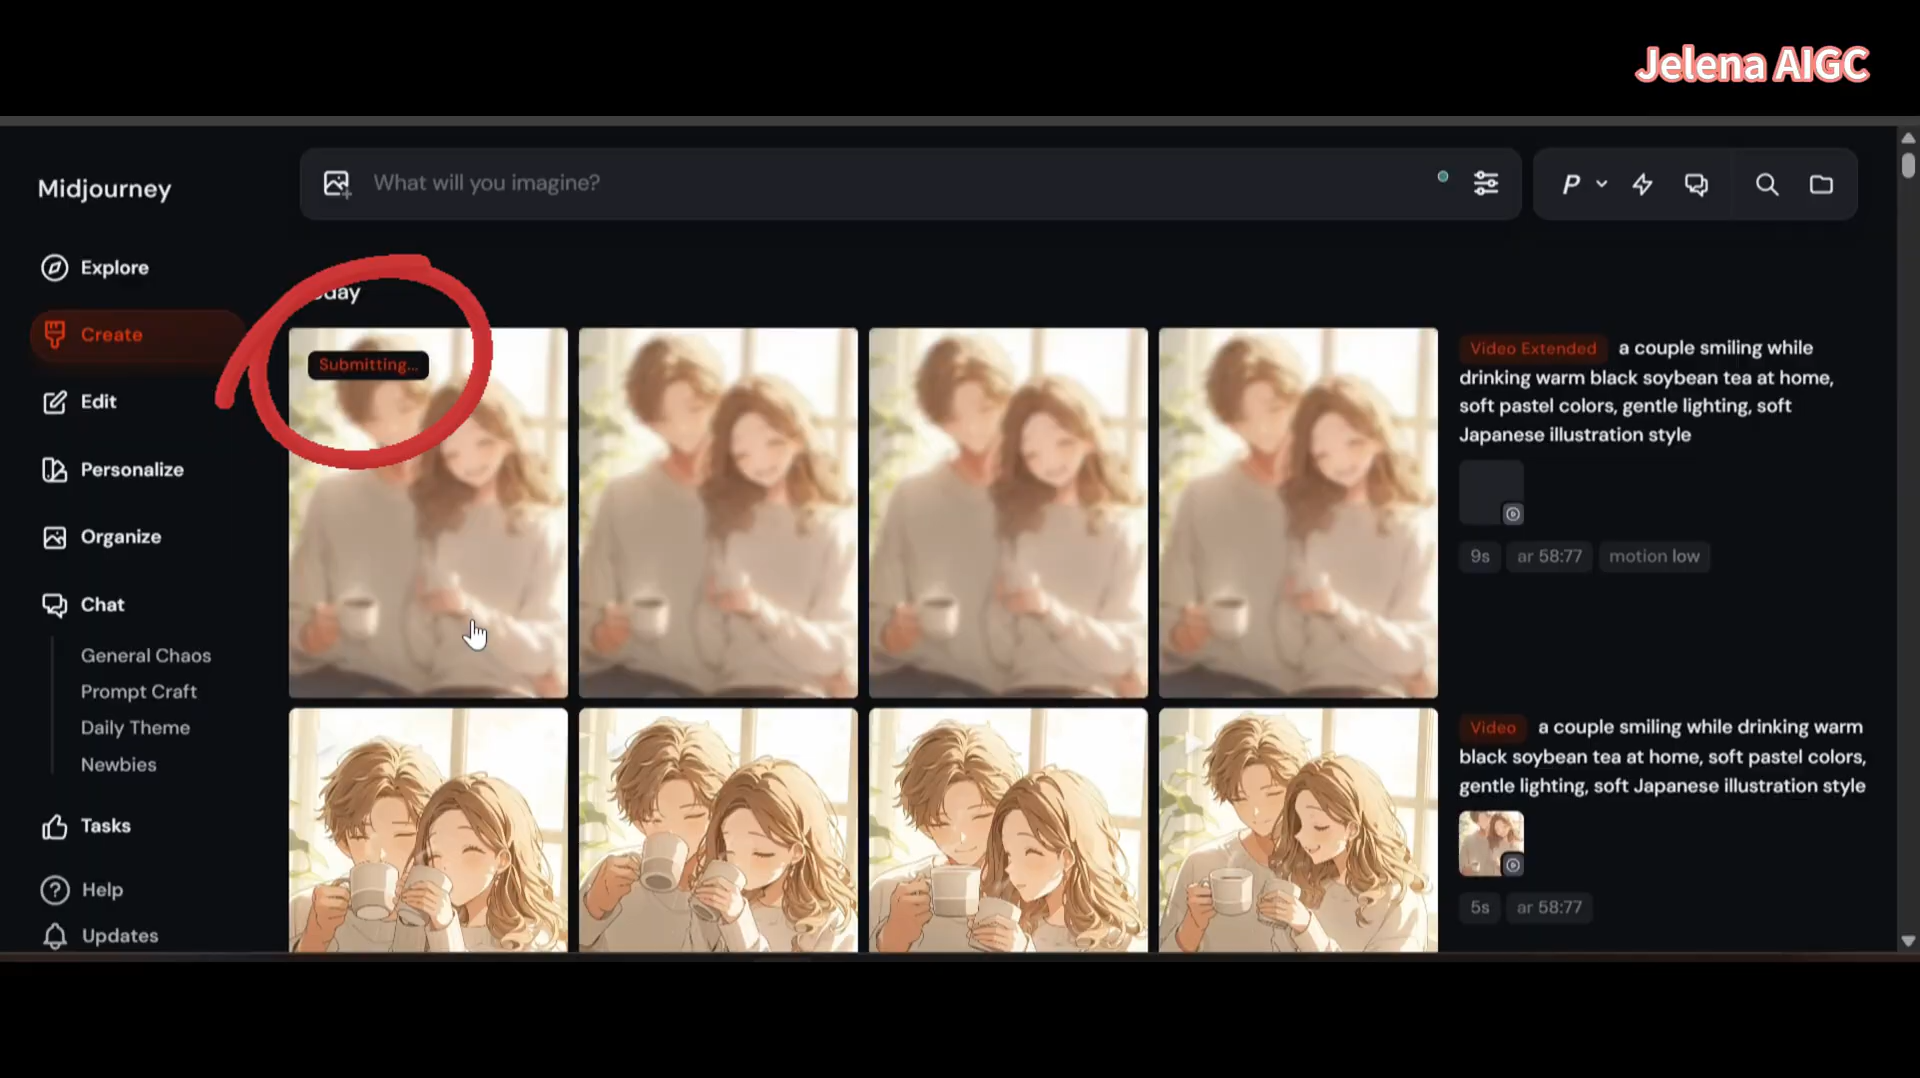 Jelena AIGC
Midjourney
What will you imagine?
P
Explore
Create
Edit
Personalize
Organize
Chat
General Chaos
Prompt Craft
Daily Theme
Newbies
Tasks
Help
Updates
day
Submitting...
Video Extended a couple smiling while
drinking warm black soybean tea at home,
soft pastel colors, gentle lighting, soft
Japanese illustration style
9s ar 58:77 motion low
Video a couple smiling while drinking warm
black soybean tea at home, soft pastel colors,
gentle lighting, soft Japanese illustration style
5s ar 58:77